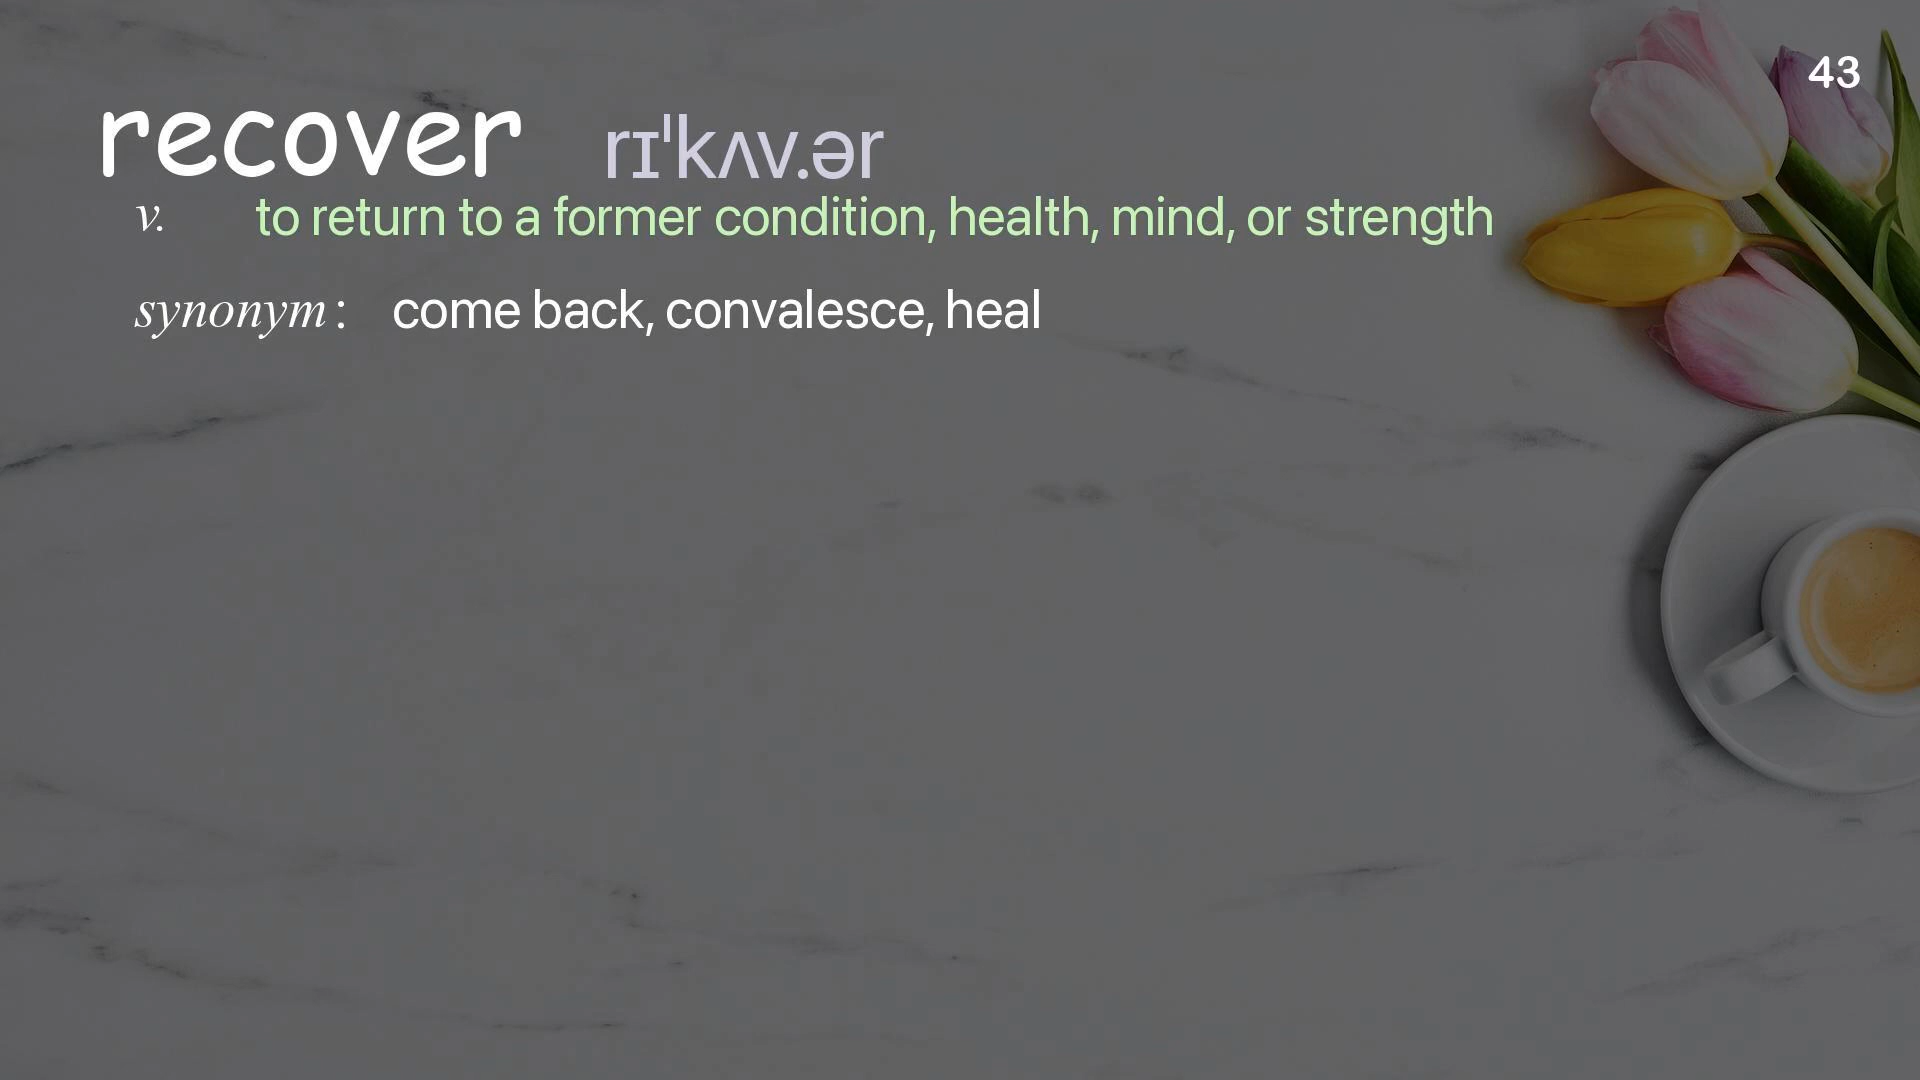 43
recover rɪˈkʌv.ər
v. to return to a former condition, health, mind, or strength
synonym: come back, convalesce, heal